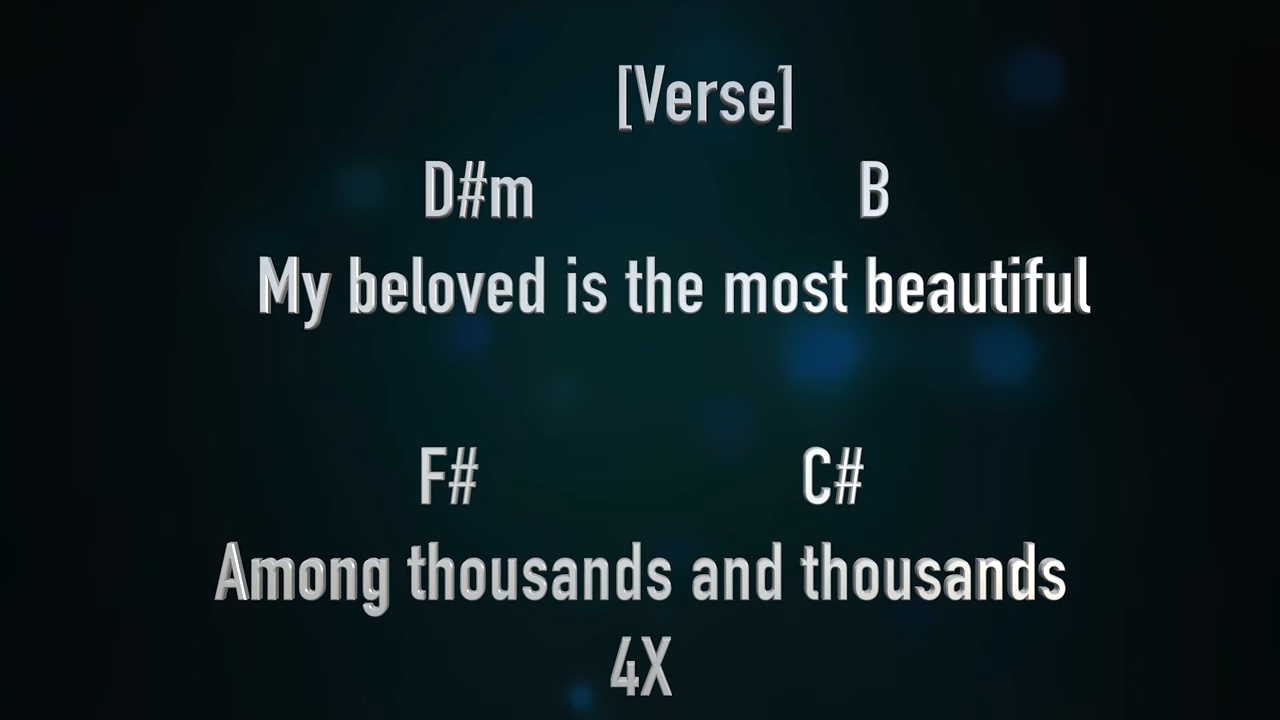 [Verse]
D#m B
My beloved is the most beautiful
F# C#
Among thousands and thousands
4X